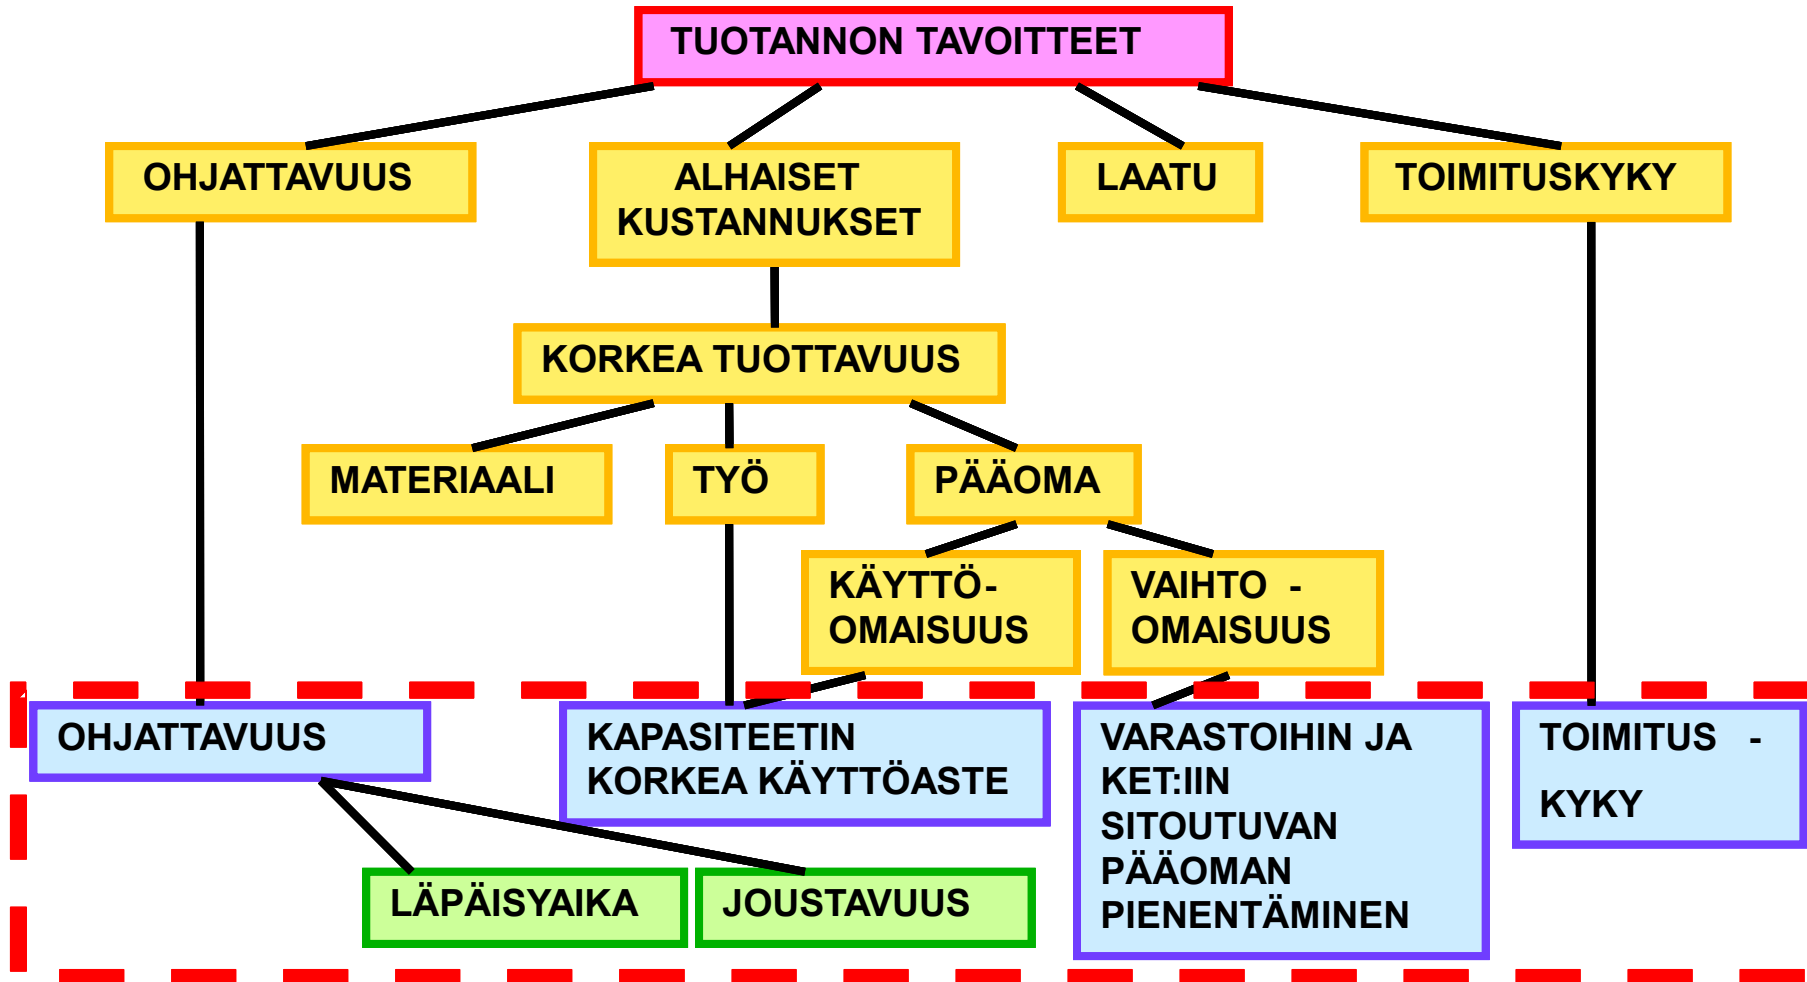 TUOTANNON TAVOITTEET
OHJATTAVUUS
ALHAISET
KUSTANNUKSET
LAATU
TOIMITUSKYKY
KORKEA TUOTTAVUUS
MATERIAALI
TYÖ
PÄÄOMA
KÄYTTÖ-
OMAISUUS
VAIHTO -
OMAISUUS
OHJATTAVUUS
KAPASITEETIN
KORKEA KÄYTTÖASTE
VARASTOIHIN JA
KET:IIN
SITOUTUVAN
PÄÄOMAN
PIENENTÄMINEN
TOIMITUS -
KYKY
LÄPÄISYAIKA
JOUSTAVUUS